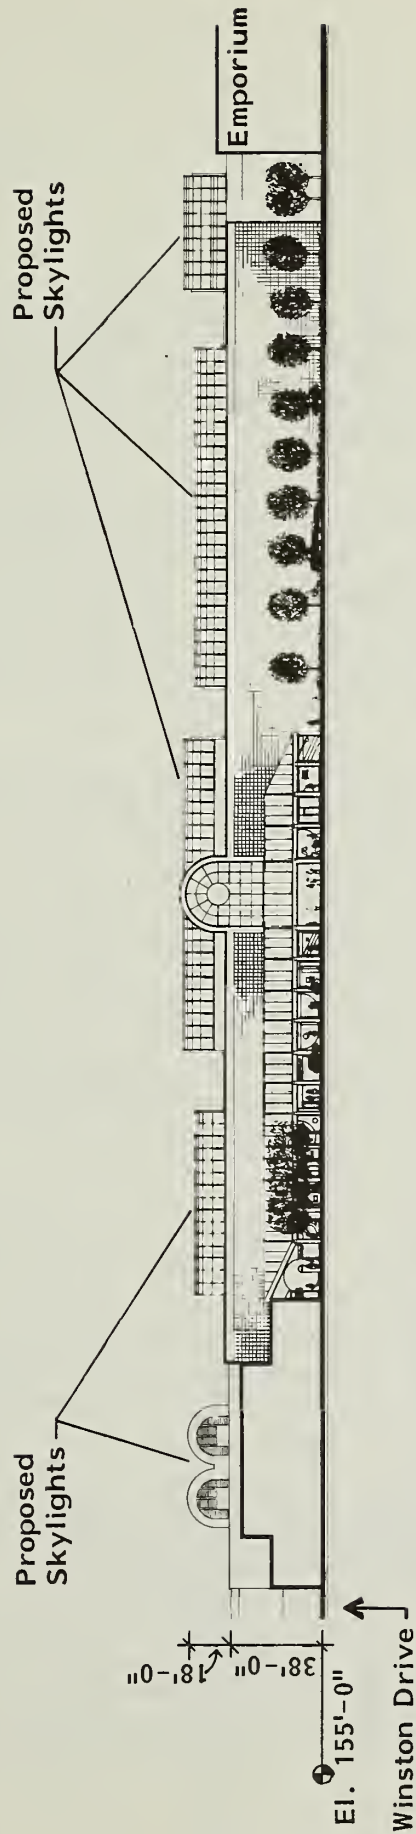 Proposed
Skylights
Proposed
Skylights
Emporium
18'-0"
38'-0"
El. 155'-0"
Winston Drive